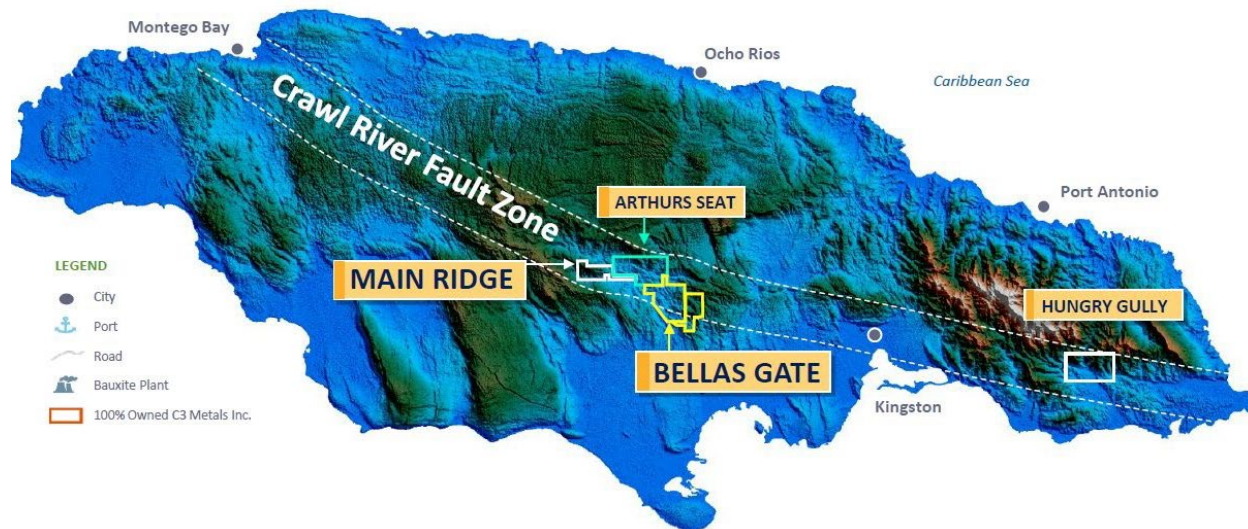 Montego Bay
Ocho Rios
Caribbean Sea
Crawl River Fault Zone
ARTHURS SEAT
Port Antonio
MAIN RIDGE
HUNGRY GULLY
BELLAS GATE
Kingston
LEGEND
City
Port
Road
Bauxite Plant
100% Owned C3 Metals Inc.